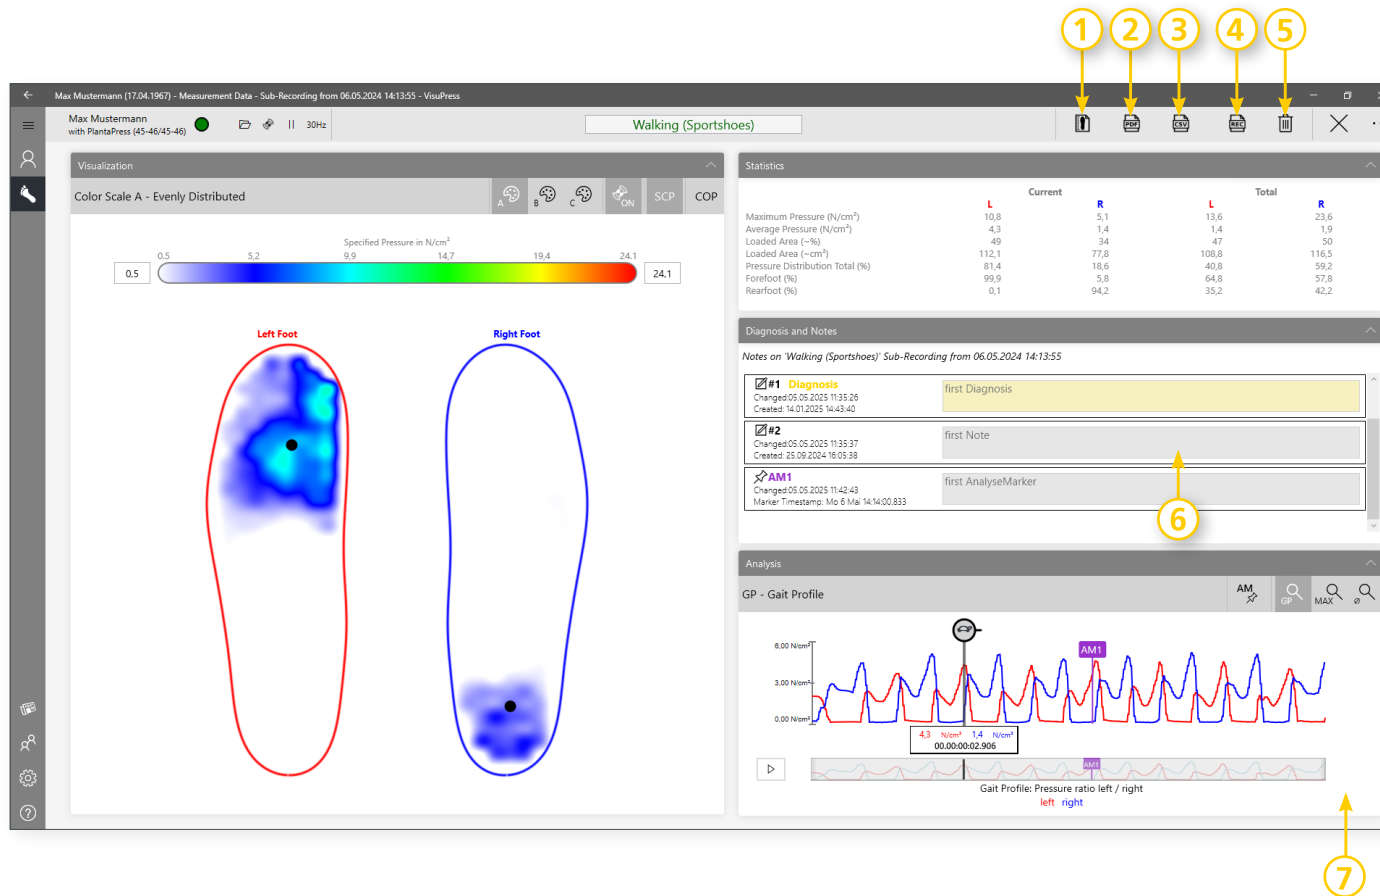 1 2 3 4 5
Max Mustermann (17.04.1967) - Measurement Data - Sub-Recording from 06.05.2024 14:13:55 - VisuPress
Max Mustermann
with PlantaPress (45-46/45-46)
30Hz
Walking (Sportshoes)
PDF CSV REC
Visualization
Color Scale A - Evenly Distributed
A B C ON SCP COP
Specified Pressure in N/cm²
0.5 5,2 9,9 14,7 19,4 24.1
0.5 24.1
Left Foot Right Foot
Statistics
Current Total
L R L R
Maximum Pressure (N/cm²) 10,8 5,1 13,6 23,6
Average Pressure (N/cm²) 4,3 1,4 1,4 1,9
Loaded Area (~%) 49 34 47 50
Loaded Area (~cm²) 112,1 77,8 108,8 116,5
Pressure Distribution Total (%) 81,4 18,6 40,8 59,2
Forefoot (%) 99,9 5,8 64,8 57,8
Rearfoot (%) 0,1 94,2 35,2 42,2
Diagnosis and Notes
Notes on 'Walking (Sportshoes)' Sub-Recording from 06.05.2024 14:13:55
#1 Diagnosis
Changed:05.05.2025 11:35:26
Created: 14.01.2025 14:43:40
first Diagnosis
#2
Changed:05.05.2025 11:35:37
Created: 25.09.2024 16:05:38
first Note
AM1
Changed:05.05.2025 11:42:43
Marker Timestamp: Mo 6 Mai 14:14:00.833
first AnalyseMarker
6
Analysis
GP - Gait Profile
AM GP MAX ø
6,00 N/cm²
3,00 N/cm²
0,00 N/cm²
AM1
4,3 N/cm² 1,4 N/cm²
00.00:00:02.906
AM1
Gait Profile: Pressure ratio left / right
left right
7